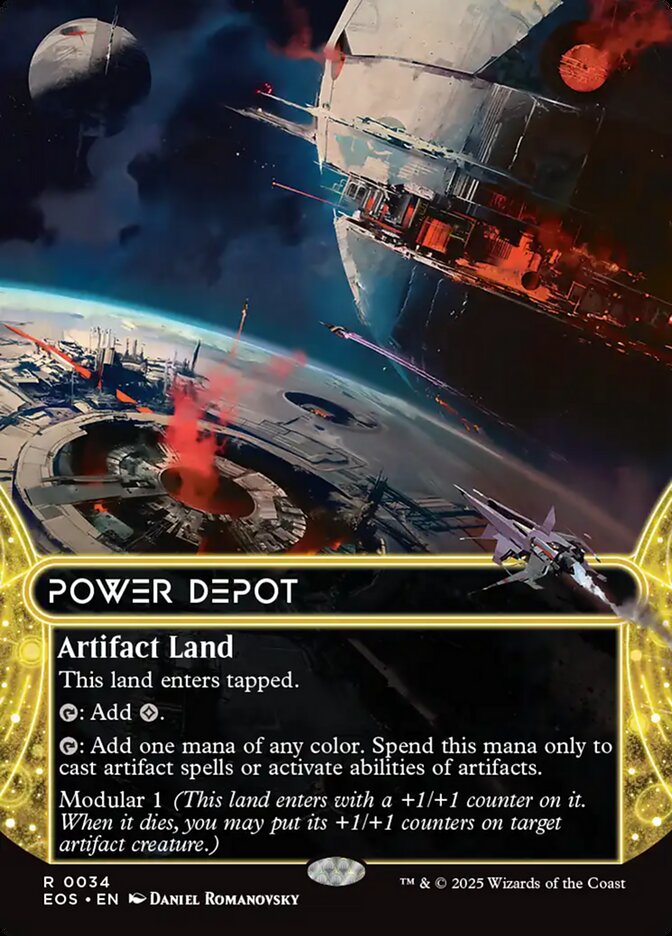 POWER DEPOT
Artifact Land
This land enters tapped.
: Add .
: Add one mana of any color. Spend this mana only to
cast artifact spells or activate abilities of artifacts.
Modular 1 (This land enters with a +1/+1 counter on it.
When it dies, you may put its +1/+1 counters on target
artifact creature.)
R 0034
EOS • EN DANIEL ROMANOVSKY
™ & © 2025 Wizards of the Coast